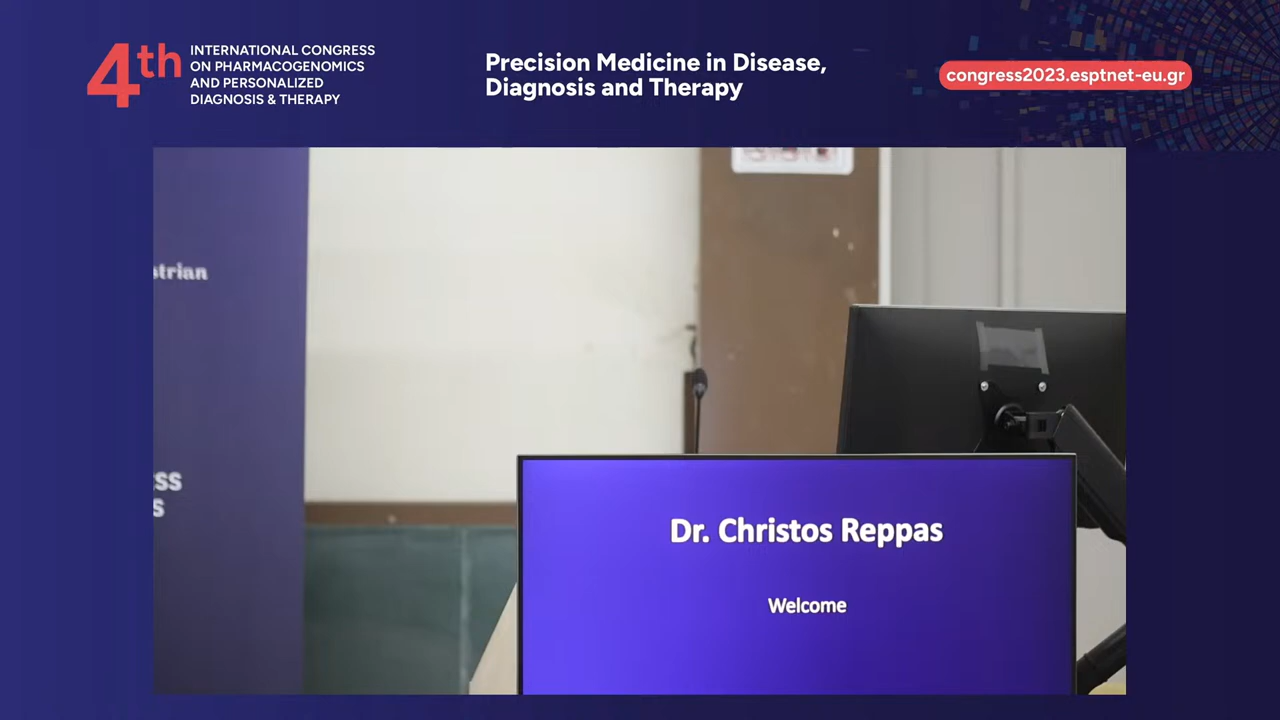 4th
INTERNATIONAL CONGRESS
ON PHARMACOGENOMICS
AND PERSONALIZED
DIAGNOSIS & THERAPY
Precision Medicine in Disease,
Diagnosis and Therapy
congress2023.esptnet-eu.gr
strian
SS
S
Dr. Christos Reppas
Welcome